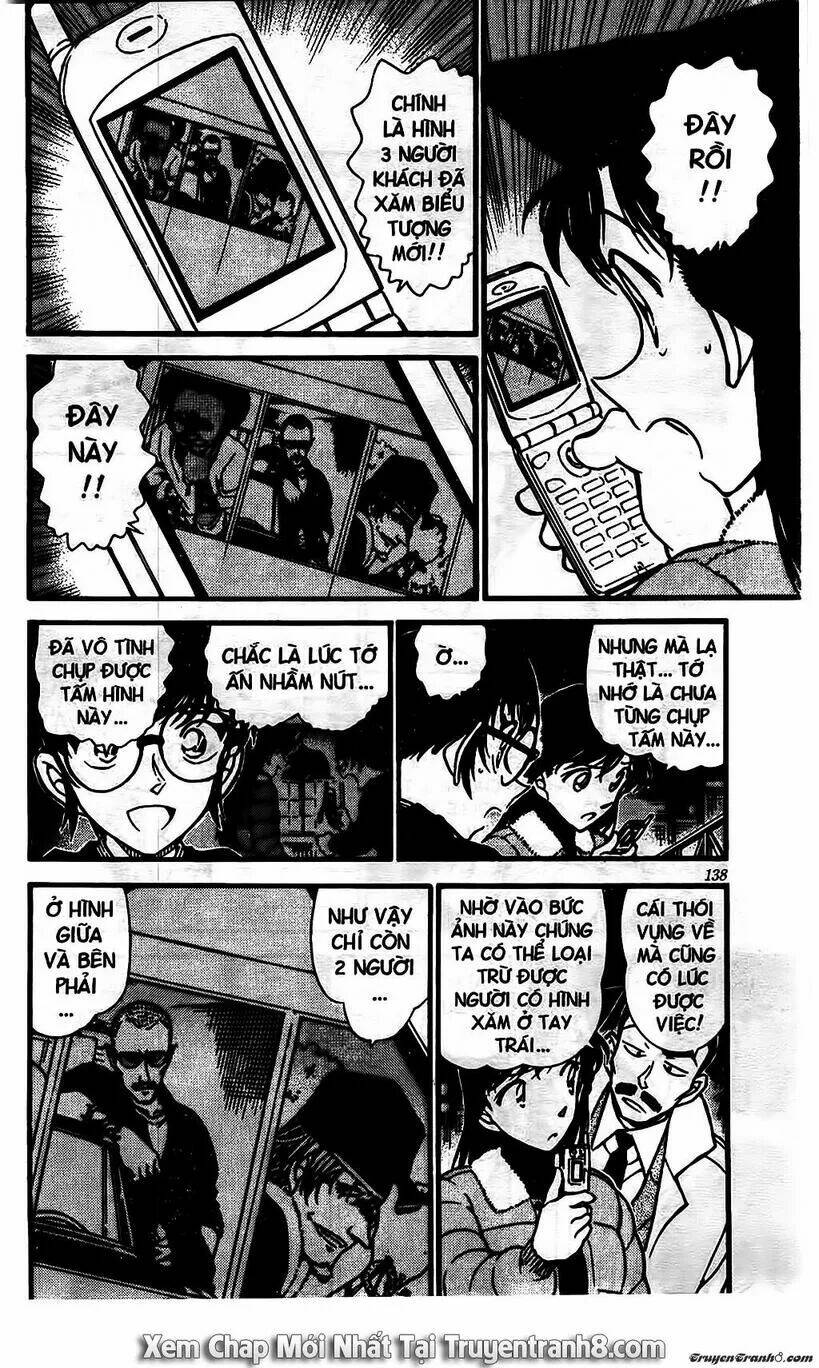 ĐÂY
RỒI
!!
CHÍNH
LÀ HÌNH
3 NGƯỜI
KHÁCH ĐÃ
XĂM BIỂU
TƯỢNG
MỚI!!
ĐÂY
NÀY
!!
NHƯNG MÀ LẠ
THẬT... TỚ
NHỚ LÀ CHƯA
TỪNG CHỤP
TẤM NÀY...
Ờ...
CHẮC LÀ LÚC TỚ
ẤN NHẦM NÚT...
ĐÃ VÔ TÌNH
CHỤP ĐƯỢC
TẤM HÌNH
NÀY...
138
CÁI THÓI
VỤNG VỀ
MÀ CŨNG
CÓ LÚC
ĐƯỢC
VIỆC!
NHỜ VÀO BỨC
ẢNH NÀY CHÚNG
TA CÓ THỂ LOẠI
TRỪ ĐƯỢC
NGƯỜI CÓ HÌNH
XĂM Ở TAY
TRÁI...
NHƯ VẬY
CHỈ CÒN
2 NGƯỜI
...
Ở HÌNH
GIỮA
VÀ BÊN
PHẢI
...
Xem Chap Mới Nhất Tại Truyentranh8.com
TruyenTranh8.com